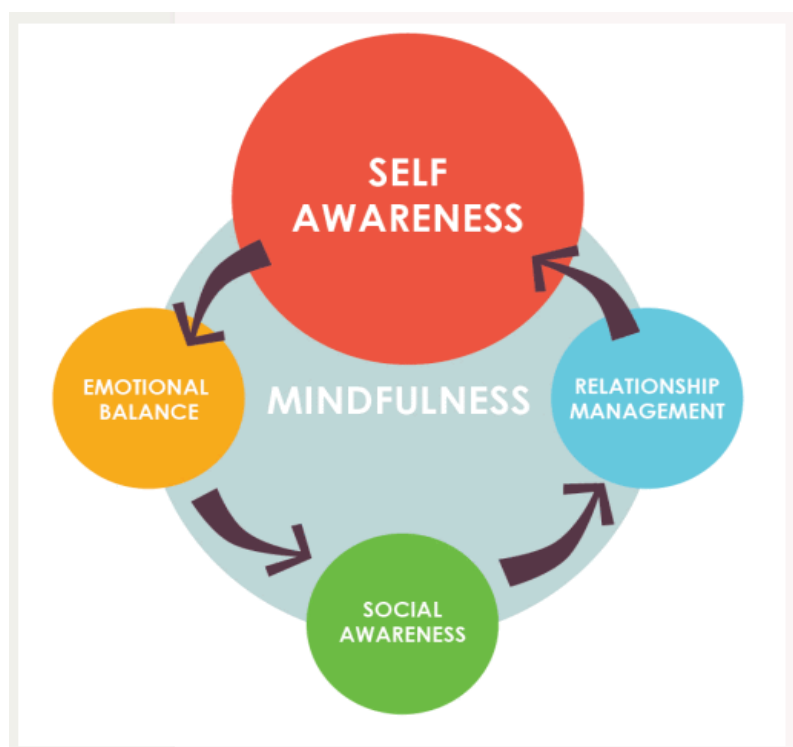 SELF
AWARENESS
EMOTIONAL
BALANCE
MINDFULNESS
RELATIONSHIP
MANAGEMENT
SOCIAL
AWARENESS